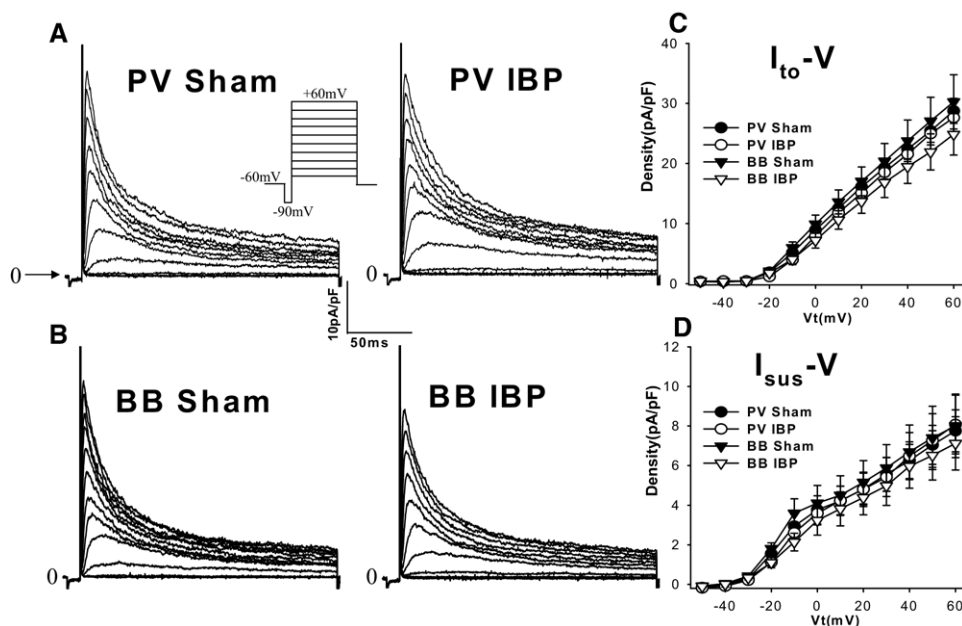 A
PV Sham
+60mV
-60mV
-90mV
0
PV IBP
0
10pA/pF
50ms
B
BB Sham
0
BB IBP
0
C
I_to-V
Density(pA/pF)
40
30
20
10
0
PV Sham
PV IBP
BB Sham
BB IBP
-40 -20 0 20 40 60
Vt(mV)
D
I_sus-V
Density(pA/pF)
12
10
8
6
4
2
0
PV Sham
PV IBP
BB Sham
BB IBP
-40 -20 0 20 40 60
Vt(mV)